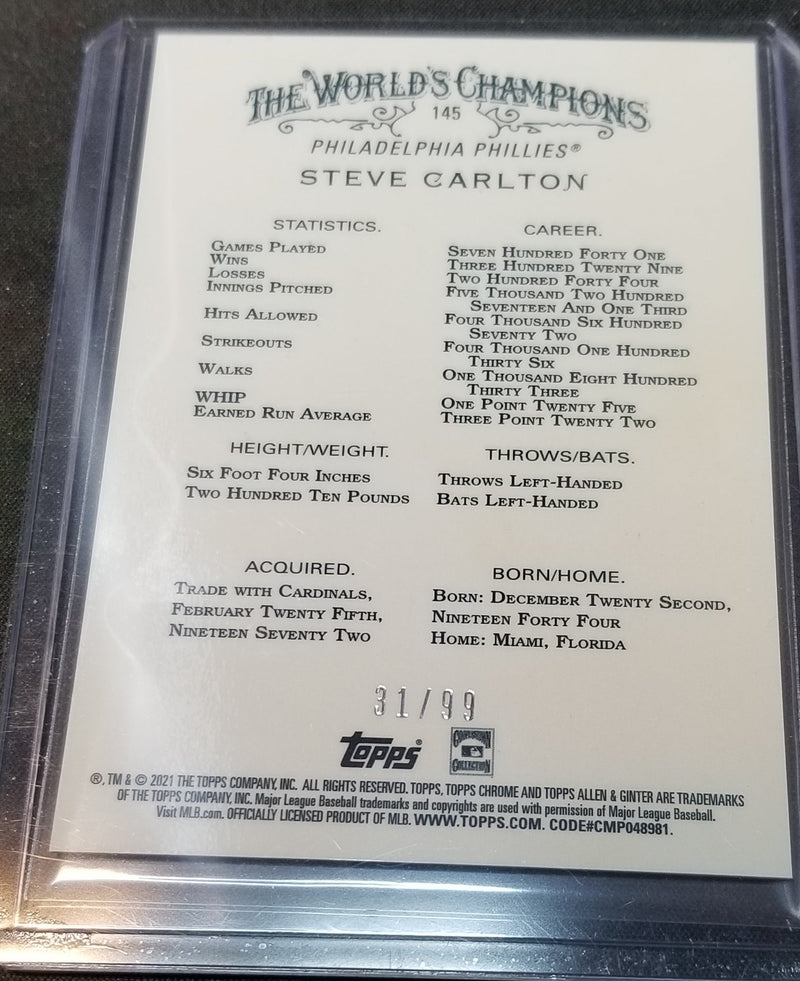 THE WORLD'S CHAMPIONS
145
PHILADELPHIA PHILLIES®
STEVE CARLTON
STATISTICS. CAREER.
GAMES PLAYED SEVEN HUNDRED FORTY ONE
WINS THREE HUNDRED TWENTY NINE
LOSSES TWO HUNDRED FORTY FOUR
INNINGS PITCHED FIVE THOUSAND TWO HUNDRED
SEVENTEEN AND ONE THIRD
HITS ALLOWED FOUR THOUSAND SIX HUNDRED
SEVENTY TWO
STRIKEOUTS FOUR THOUSAND ONE HUNDRED
THIRTY SIX
WALKS ONE THOUSAND EIGHT HUNDRED
THIRTY THREE
WHIP ONE POINT TWENTY FIVE
EARNED RUN AVERAGE THREE POINT TWENTY TWO
HEIGHT/WEIGHT. THROWS/BATS.
SIX FOOT FOUR INCHES THROWS LEFT-HANDED
TWO HUNDRED TEN POUNDS BATS LEFT-HANDED
ACQUIRED. BORN/HOME.
TRADE WITH CARDINALS, BORN: DECEMBER TWENTY SECOND,
FEBRUARY TWENTY FIFTH, NINETEEN FORTY FOUR
NINETEEN SEVENTY TWO HOME: MIAMI, FLORIDA
31/99
topps® COOPERSTOWN COLLECTION
®, TM & © 2021 THE TOPPS COMPANY, INC. ALL RIGHTS RESERVED. TOPPS, TOPPS CHROME AND TOPPS ALLEN & GINTER ARE TRADEMARKS
OF THE TOPPS COMPANY, INC. Major League Baseball trademarks and copyrights are used with permission of Major League Baseball.
Visit MLB.com. OFFICIALLY LICENSED PRODUCT OF MLB. WWW.TOPPS.COM. CODE#CMP048981.